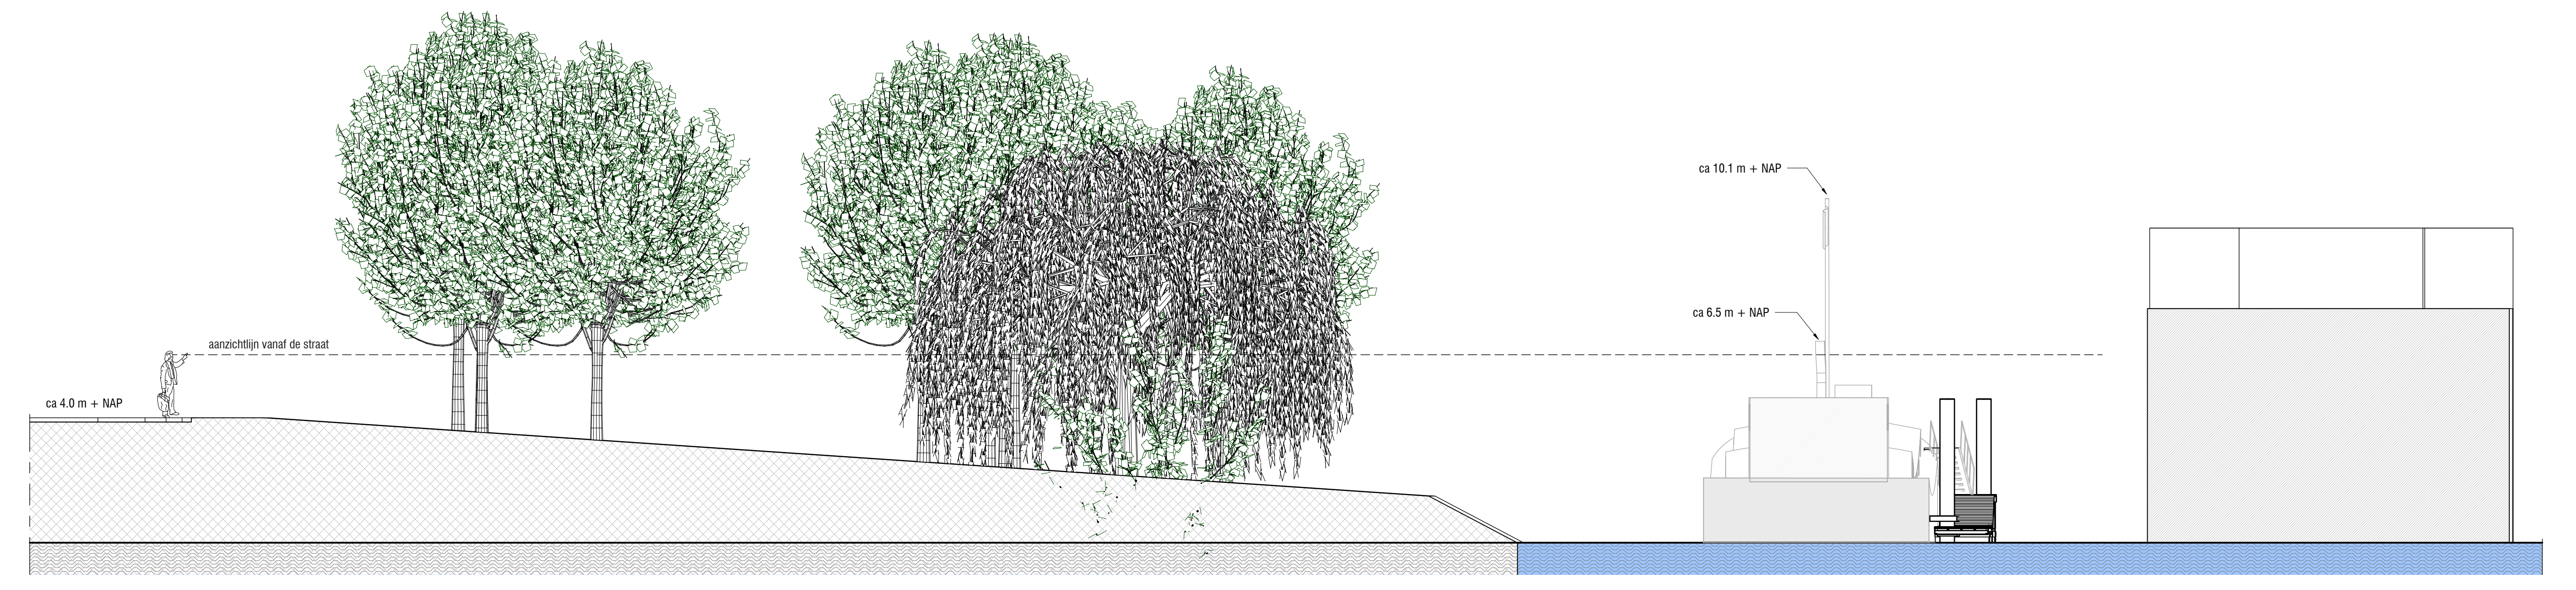 ca 10.1 m + NAP
ca 6.5 m + NAP
aanzichtlijn vanaf de straat
ca 4.0 m + NAP